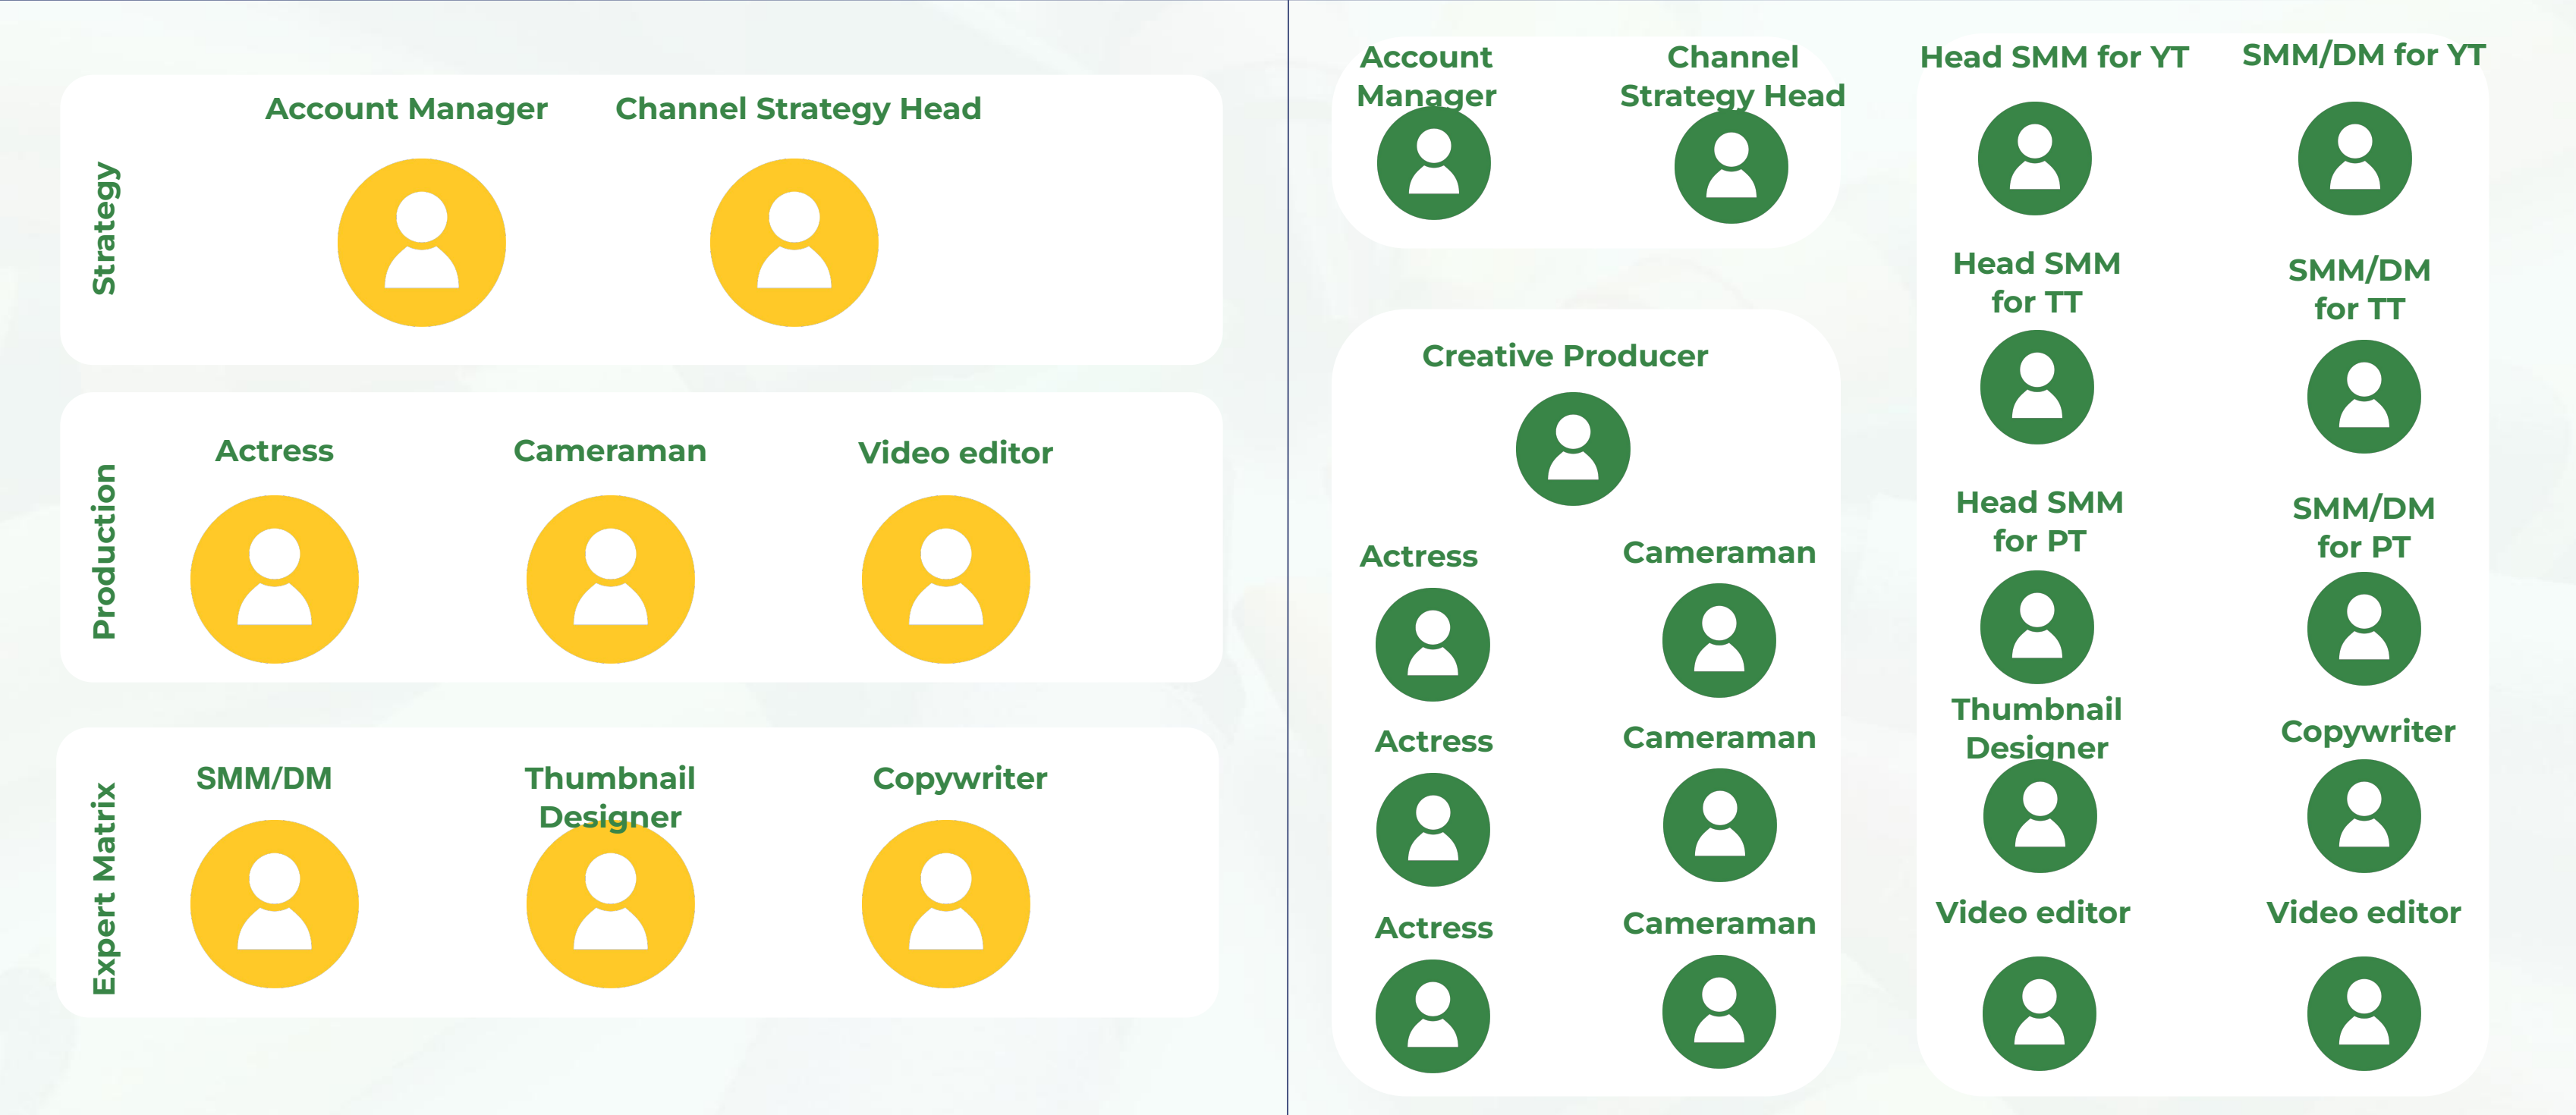 Strategy
Account Manager
Channel Strategy Head
Production
Actress
Cameraman
Video editor
Expert Matrix
SMM/DM
Thumbnail
Designer
Copywriter
Account
Manager
Channel
Strategy Head
Creative Producer
Actress
Cameraman
Actress
Cameraman
Actress
Cameraman
Head SMM for YT
SMM/DM for YT
Head SMM
for TT
SMM/DM
for TT
Head SMM
for PT
SMM/DM
for PT
Thumbnail
Designer
Copywriter
Video editor
Video editor